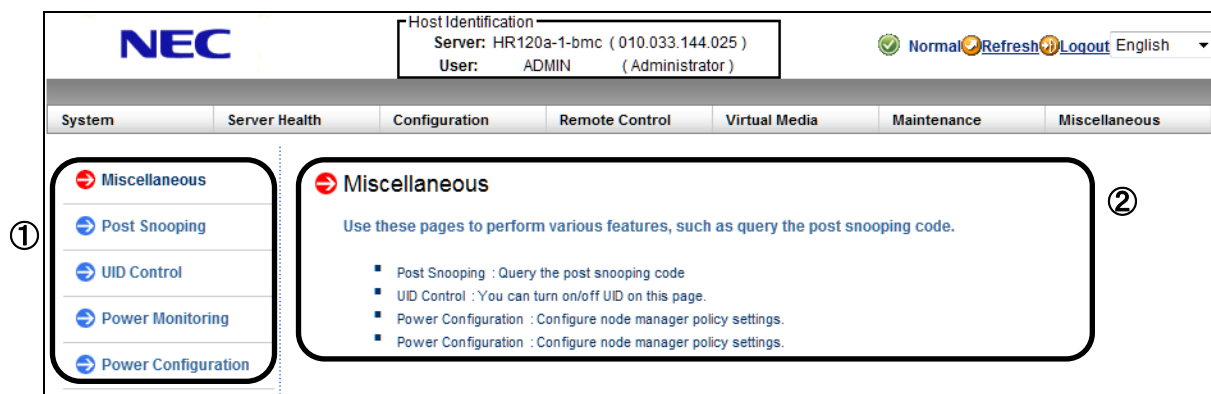 NEC
Host Identification
Server: HR120a-1-bmc ( 010.033.144.025 )
User: ADMIN ( Administrator )
Normal Refresh Logout English
System Server Health Configuration Remote Control Virtual Media Maintenance Miscellaneous
①
Miscellaneous
Post Snooping
UID Control
Power Monitoring
Power Configuration
Miscellaneous
②
Use these pages to perform various features, such as query the post snooping code.
Post Snooping : Query the post snooping code
UID Control : You can turn on/off UID on this page.
Power Configuration : Configure node manager policy settings.
Power Configuration : Configure node manager policy settings.